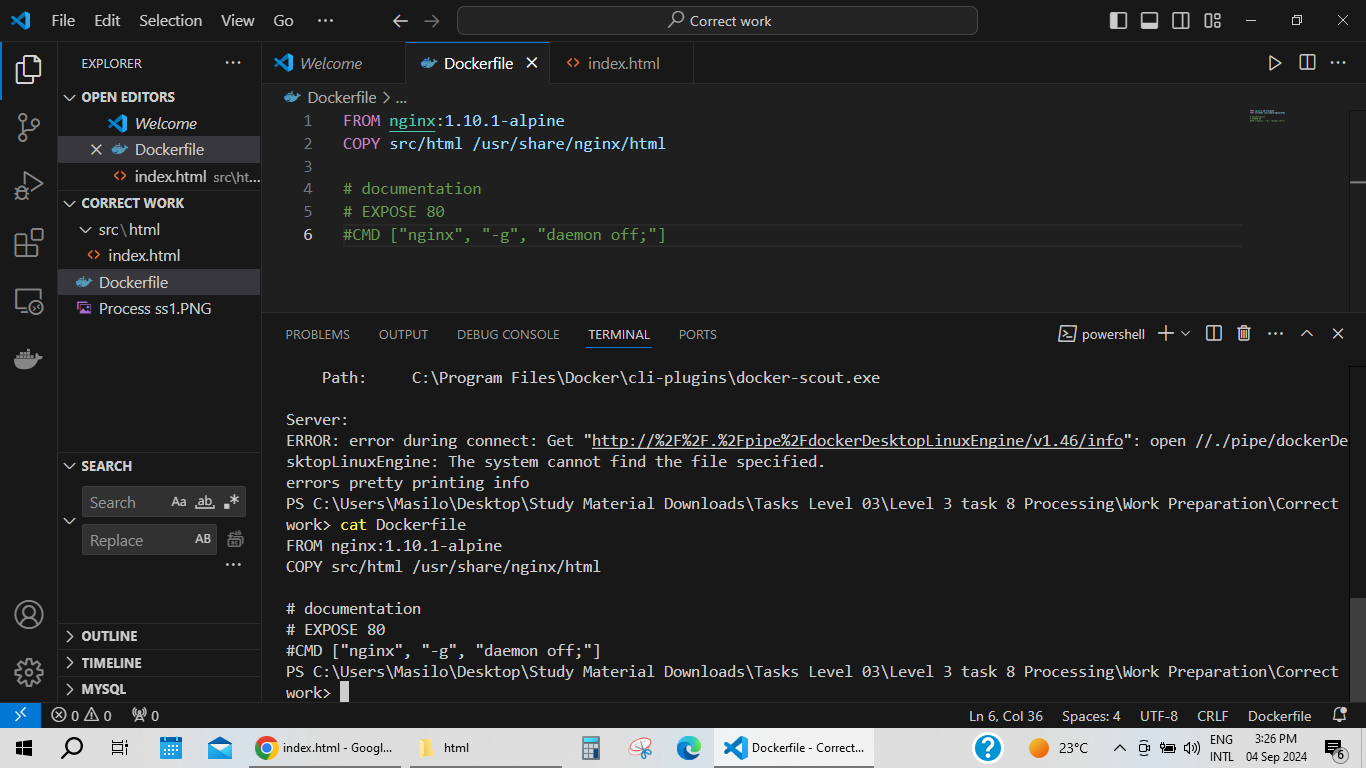 File Edit Selection View Go ···
Correct work
EXPLORER ···
OPEN EDITORS
Welcome
Dockerfile
index.html src\ht...
CORRECT WORK
src\html
index.html
Dockerfile
Process ss1.PNG
SEARCH
Search Aa ab .*
Replace AB
···
OUTLINE
TIMELINE
MYSQL
Welcome Dockerfile index.html
Dockerfile > ...
1 FROM nginx:1.10.1-alpine
2 COPY src/html /usr/share/nginx/html
3
4 # documentation
5 # EXPOSE 80
6 #CMD ["nginx", "-g", "daemon off;"]
PROBLEMS OUTPUT DEBUG CONSOLE TERMINAL PORTS powershell
Path: C:\Program Files\Docker\cli-plugins\docker-scout.exe
Server:
ERROR: error during connect: Get "http://%2F%2F.%2Fpipe%2FdockerDesktopLinuxEngine/v1.46/info": open //./pipe/dockerDe
sktopLinuxEngine: The system cannot find the file specified.
errors pretty printing info
PS C:\Users\Masilo\Desktop\Study Material Downloads\Tasks Level 03\Level 3 task 8 Processing\Work Preparation\Correct
work> cat Dockerfile
FROM nginx:1.10.1-alpine
COPY src/html /usr/share/nginx/html
# documentation
# EXPOSE 80
#CMD ["nginx", "-g", "daemon off;"]
PS C:\Users\Masilo\Desktop\Study Material Downloads\Tasks Level 03\Level 3 task 8 Processing\Work Preparation\Correct
work>
0 0 0 Ln 6, Col 36 Spaces: 4 UTF-8 CRLF Dockerfile
index.html - Googl... html Dockerfile - Correct... 23°C ENG INTL 3:26 PM 04 Sep 2024 6